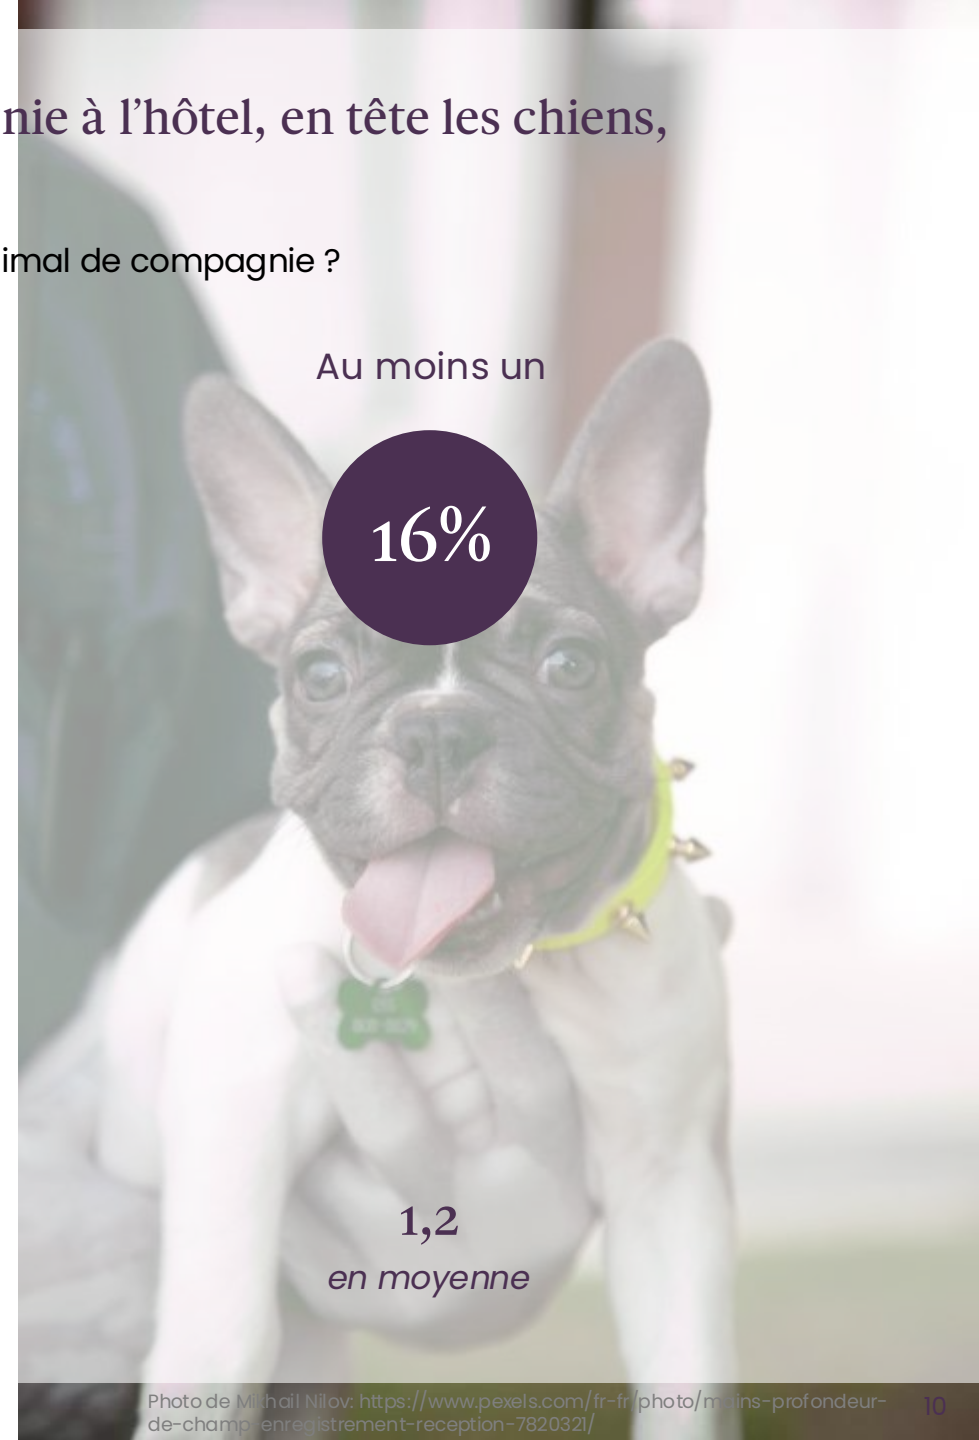 nie à l'hôtel, en tête les chiens,
imal de compagnie ?
Au moins un
16%
1,2
en moyenne
Photo de Mikhail Nilov: https://www.pexels.com/fr-fr/photo/mains-profondeur-
de-champ-enregistrement-reception-7820321/
10